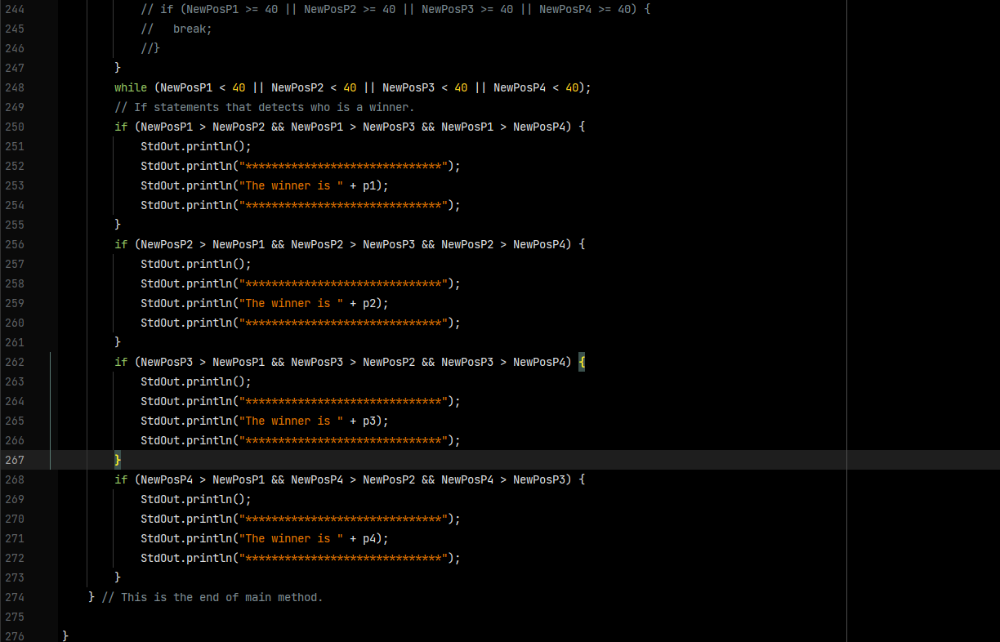 244 // if (NewPosP1 >= 40 || NewPosP2 >= 40 || NewPosP3 >= 40 || NewPosP4 >= 40) {
245 //   break;
246 //}
247 }
248 while (NewPosP1 < 40 || NewPosP2 < 40 || NewPosP3 < 40 || NewPosP4 < 40);
249 // If statements that detects who is a winner.
250 if (NewPosP1 > NewPosP2 && NewPosP1 > NewPosP3 && NewPosP1 > NewPosP4) {
251 StdOut.println();
252 StdOut.println("******************************");
253 StdOut.println("The winner is " + p1);
254 StdOut.println("******************************");
255 }
256 if (NewPosP2 > NewPosP1 && NewPosP2 > NewPosP3 && NewPosP2 > NewPosP4) {
257 StdOut.println();
258 StdOut.println("******************************");
259 StdOut.println("The winner is " + p2);
260 StdOut.println("******************************");
261 }
262 if (NewPosP3 > NewPosP1 && NewPosP3 > NewPosP2 && NewPosP3 > NewPosP4) {
263 StdOut.println();
264 StdOut.println("******************************");
265 StdOut.println("The winner is " + p3);
266 StdOut.println("******************************");
267 }
268 if (NewPosP4 > NewPosP1 && NewPosP4 > NewPosP2 && NewPosP4 > NewPosP3) {
269 StdOut.println();
270 StdOut.println("******************************");
271 StdOut.println("The winner is " + p4);
272 StdOut.println("******************************");
273 }
274 } // This is the end of main method.
275
276 }